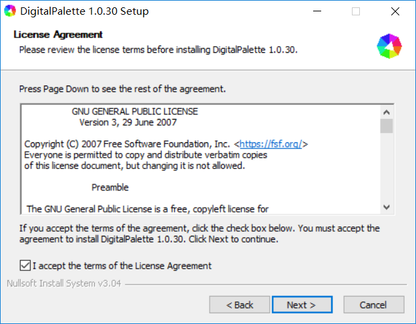 DigitalPalette 1.0.30 Setup
License Agreement
Please review the license terms before installing DigitalPalette 1.0.30.
Press Page Down to see the rest of the agreement.
GNU GENERAL PUBLIC LICENSE
Version 3, 29 June 2007
Copyright (C) 2007 Free Software Foundation, Inc. <https://fsf.org/>
Everyone is permitted to copy and distribute verbatim copies
of this license document, but changing it is not allowed.
Preamble
The GNU General Public License is a free, copyleft license for
If you accept the terms of the agreement, click the check box below. You must accept the
agreement to install DigitalPalette 1.0.30. Click Next to continue.
I accept the terms of the License Agreement
Nullsoft Install System v3.04
< Back
Next >
Cancel